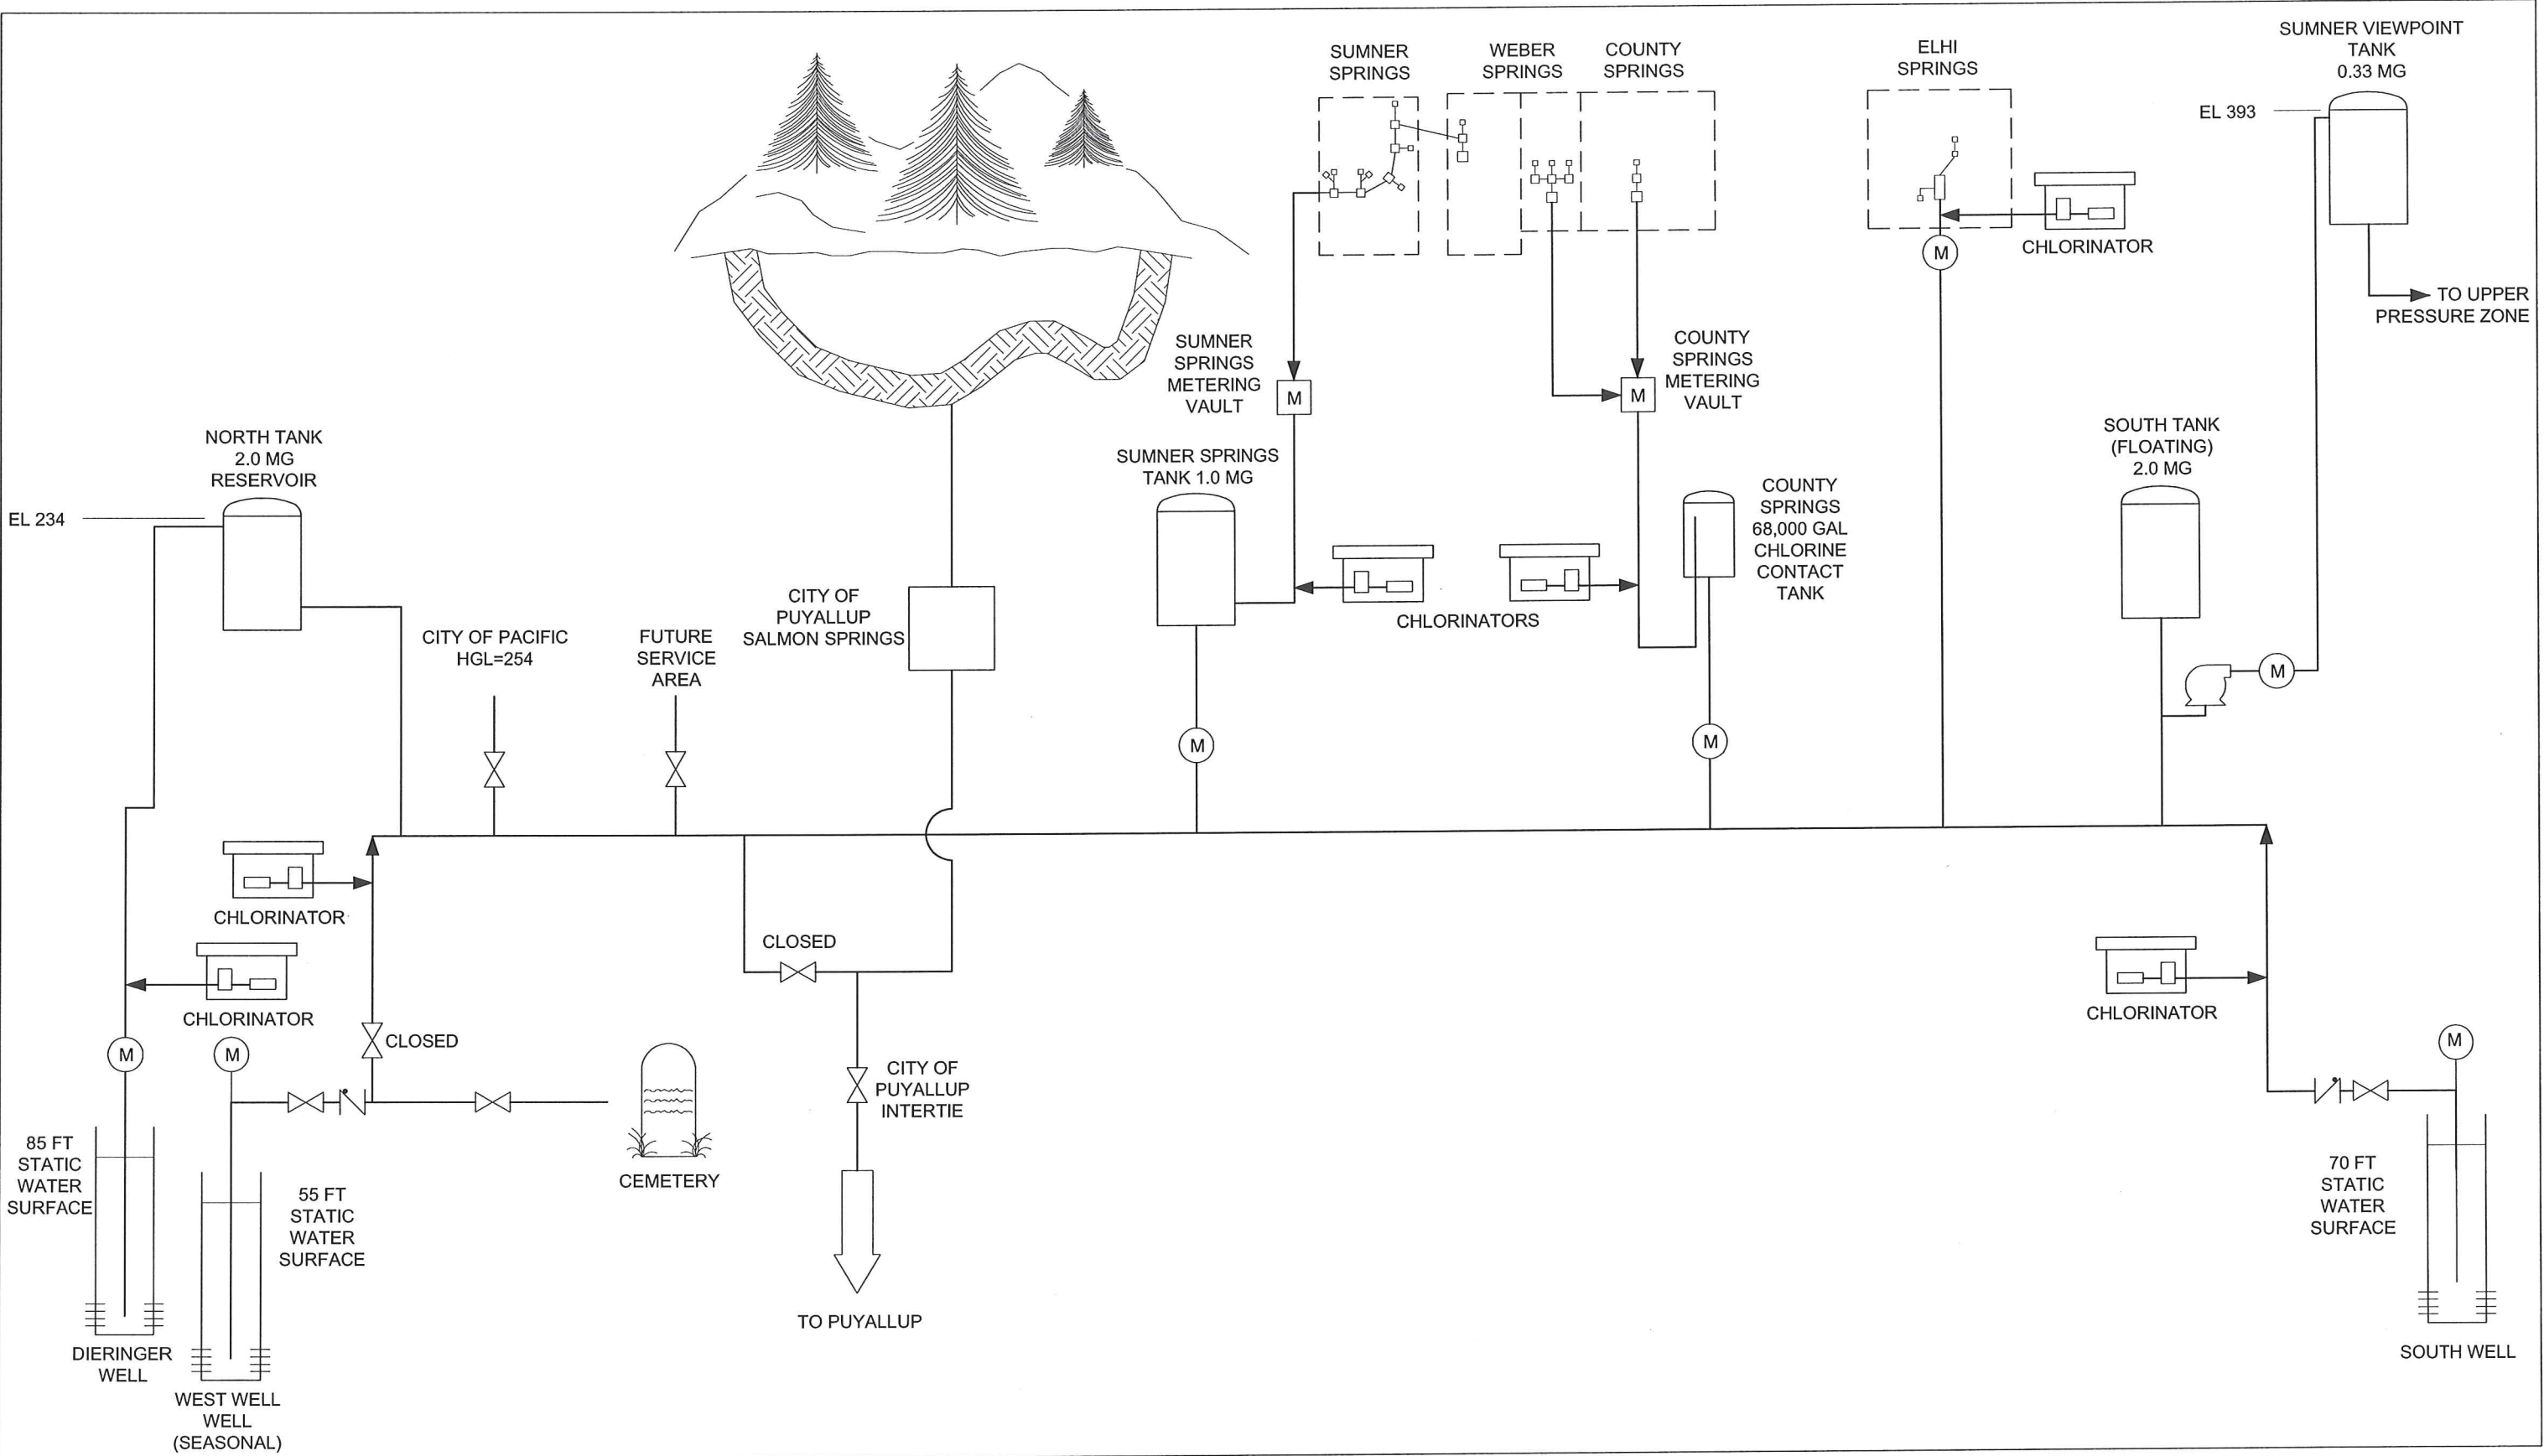 SUMNER
SPRINGS
WEBER
SPRINGS
COUNTY
SPRINGS
ELHI
SPRINGS
SUMNER VIEWPOINT
TANK
0.33 MG
EL 393
CHLORINATOR
M
TO UPPER
PRESSURE ZONE
SUMNER
SPRINGS
METERING
VAULT
M
COUNTY
SPRINGS
METERING
VAULT
M
NORTH TANK
2.0 MG
RESERVOIR
EL 234
SUMNER SPRINGS
TANK 1.0 MG
COUNTY
SPRINGS
68,000 GAL
CHLORINE
CONTACT
TANK
SOUTH TANK
(FLOATING)
2.0 MG
CITY OF
PUYALLUP
SALMON SPRINGS
CHLORINATORS
CITY OF PACIFIC
HGL=254
FUTURE
SERVICE
AREA
M
M
M
CHLORINATOR
CLOSED
CHLORINATOR
CHLORINATOR
CLOSED
M
M
M
CITY OF
PUYALLUP
INTERTIE
85 FT
STATIC
WATER
SURFACE
55 FT
STATIC
WATER
SURFACE
CEMETERY
70 FT
STATIC
WATER
SURFACE
TO PUYALLUP
DIERINGER
WELL
WEST WELL
WELL
(SEASONAL)
SOUTH WELL